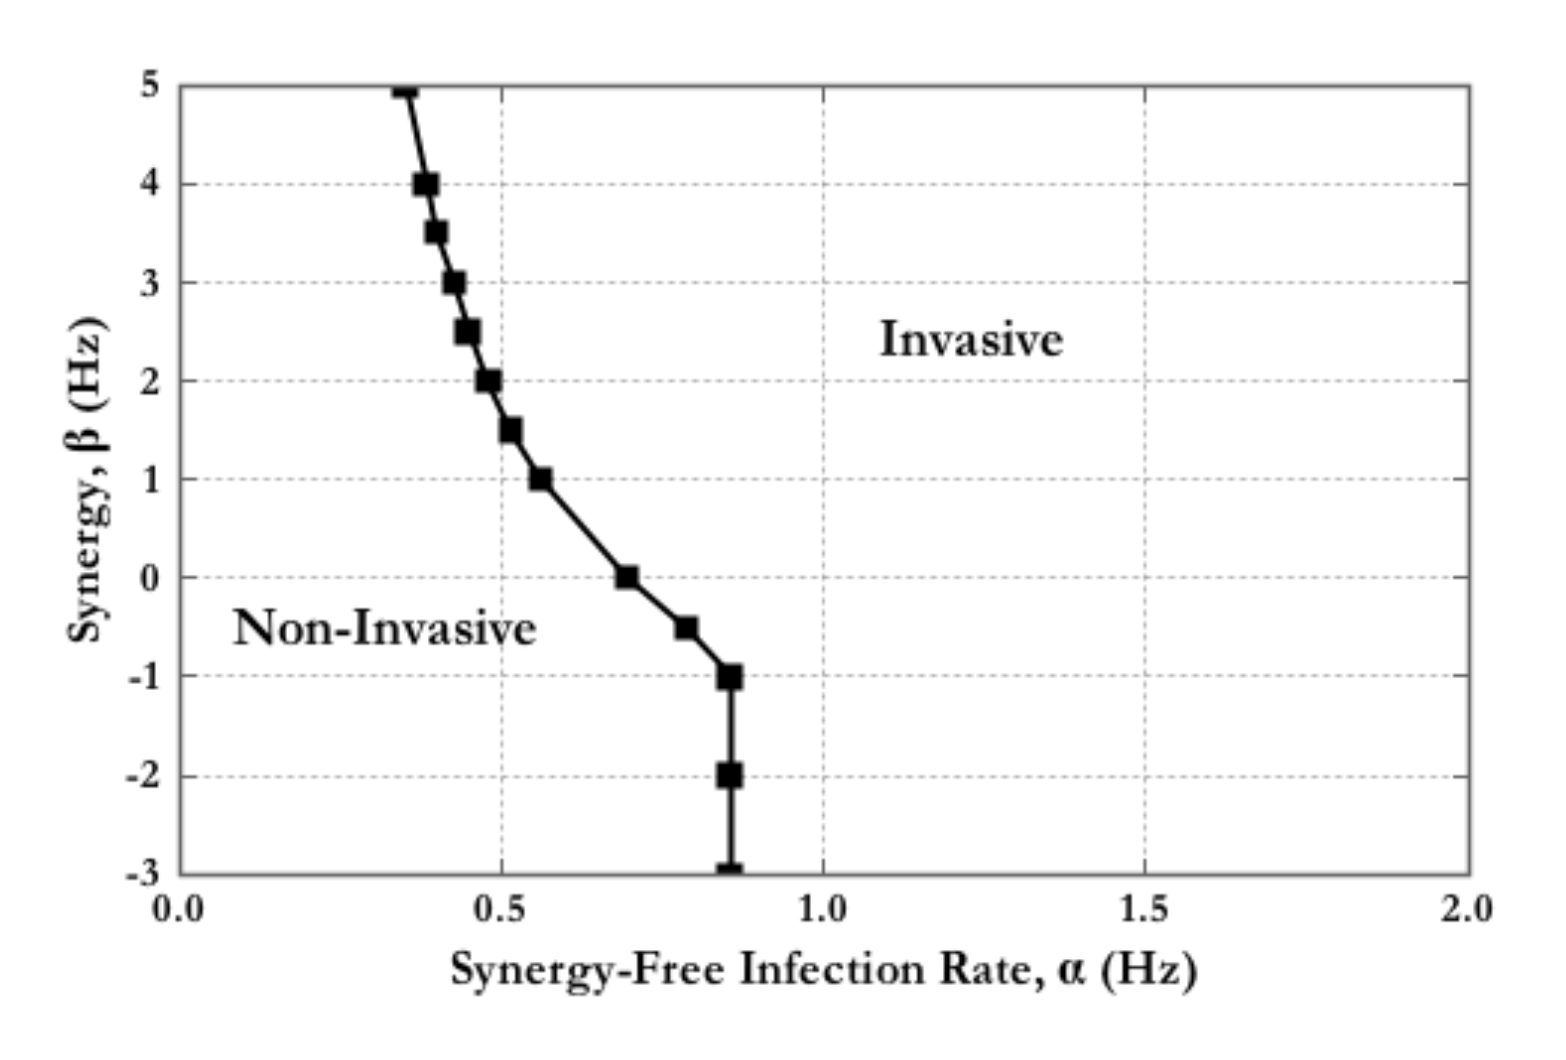 5
4
3
2
1
0
-1
-2
-3
Synergy, β (Hz)
Invasive
Non-Invasive
0.0 0.5 1.0 1.5 2.0
Synergy-Free Infection Rate, α (Hz)